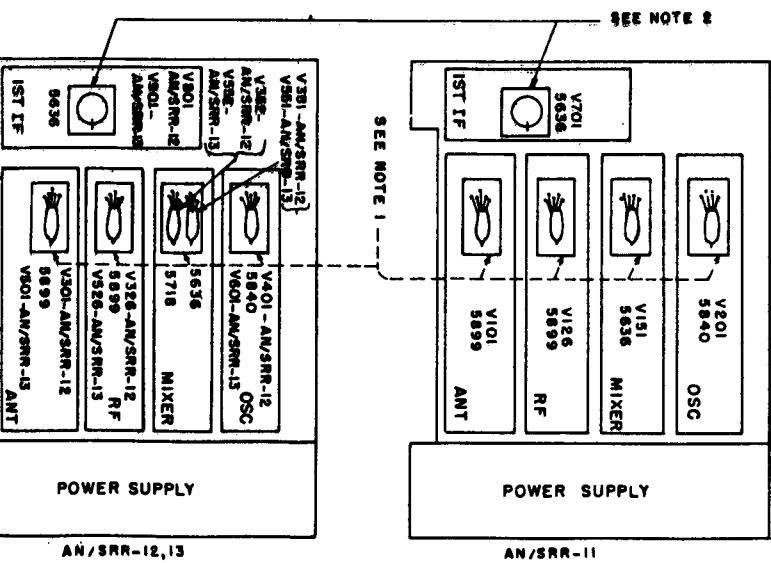 SEE NOTE 2
1ST IF
5636
V801
AN/SRR-12
V901-
AN/SRR-13
V382-
AN/SRR-12
V582-
AN/SRR-13
V381-AN/SRR-12
V581-AN/SRR-13
SEE NOTE 1
1ST IF
V701
5636
V301-AN/SRR-12
5899
V501-AN/SRR-13
ANT
V326-AN/SRR-12
5899
V526-AN/SRR-13
RF
5636
5718
MIXER
V401-AN/SRR-12
5840
V601-AN/SRR-13
OSC
V101
5899
ANT
V126
5899
RF
V151
5636
MIXER
V201
5840
OSC
POWER SUPPLY
POWER SUPPLY
AN/SRR-12,13
AN/SRR-11